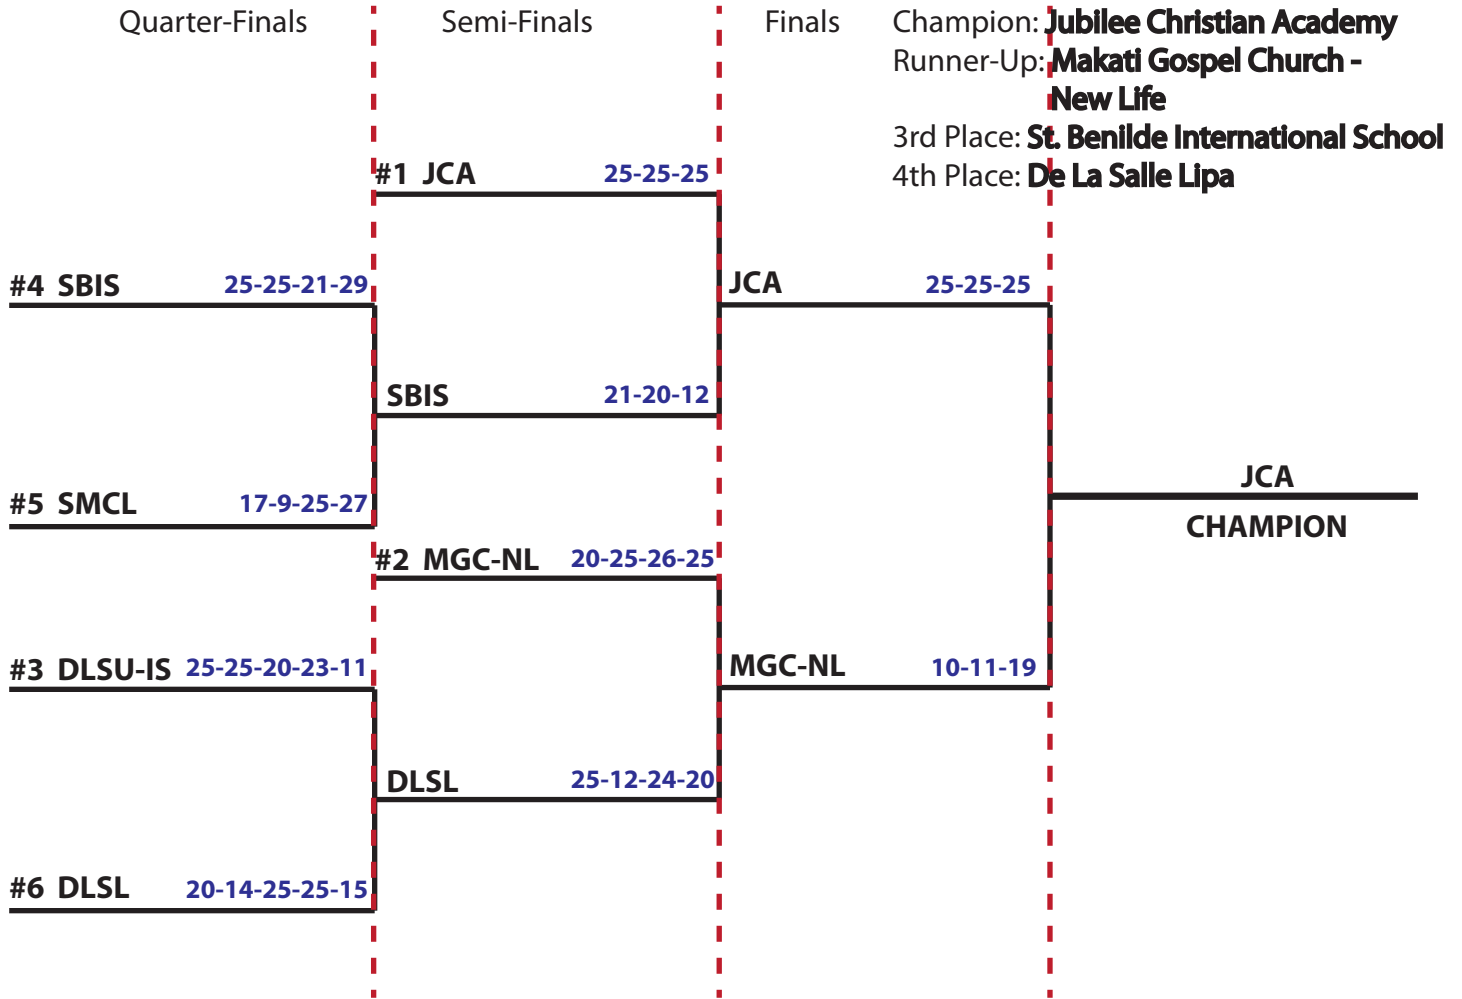 Quarter-Finals
Semi-Finals
Finals
Champion: Jubilee Christian Academy
Runner-Up: Makati Gospel Church -
New Life
3rd Place: St. Benilde International School
4th Place: De La Salle Lipa
#1 JCA 25-25-25
#4 SBIS 25-25-21-29
JCA 25-25-25
SBIS 21-20-12
JCA
CHAMPION
#5 SMCL 17-9-25-27
#2 MGC-NL 20-25-26-25
#3 DLSU-IS 25-25-20-23-11
MGC-NL 10-11-19
DLSL 25-12-24-20
#6 DLSL 20-14-25-25-15